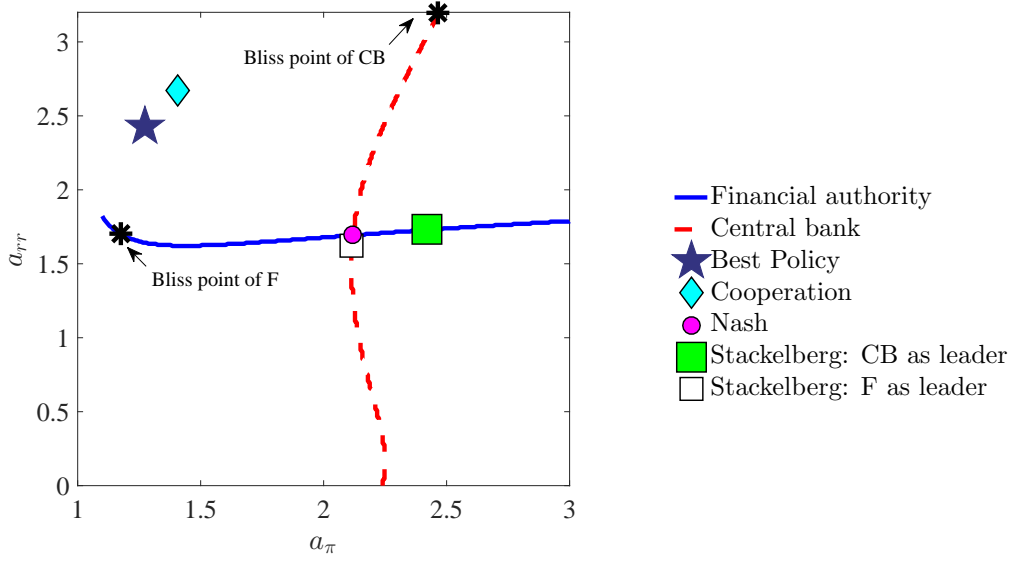 3
2.5
2
1.5
1
0.5
0
a_{rr}
Bliss point of CB
Bliss point of F
1
1.5
2
2.5
3
a_π
Financial authority
Central bank
Best Policy
Cooperation
Nash
Stackelberg: CB as leader
Stackelberg: F as leader